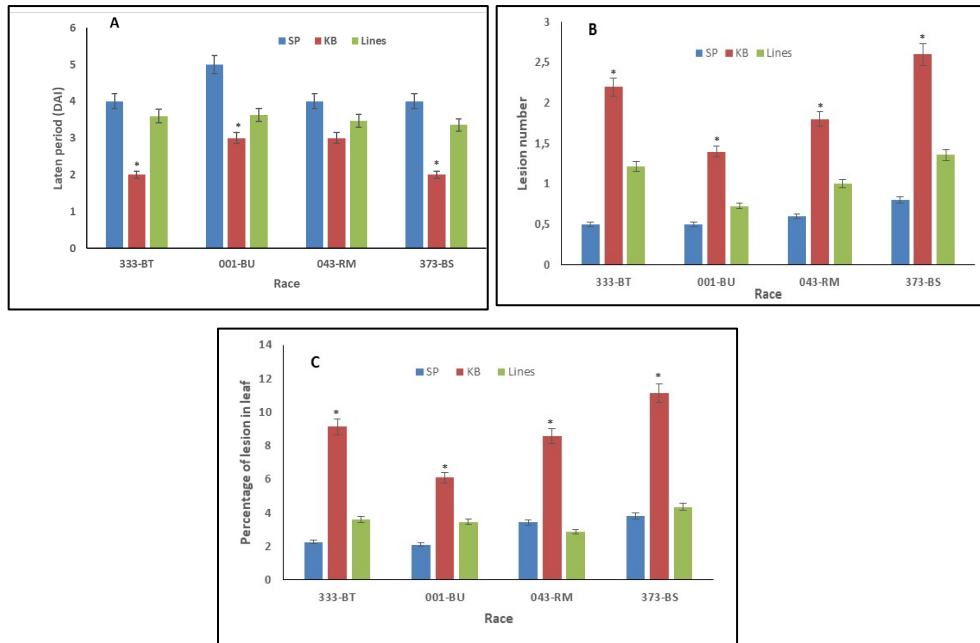 A
SP KB Lines
Laten period (DAI)
6
5
4
3
2
1
0
* * *
333-BT 001-BU 043-RM 373-BS
Race
B
SP KB Lines
Lesion number
3
2,5
2
1,5
1
0,5
0
* * * *
333-BT 001-BU 043-RM 373-BS
Race
C
SP KB Lines
Percentage of lesion in leaf
14
12
10
8
6
4
2
0
* * * *
333-BT 001-BU 043-RM 373-BS
Race